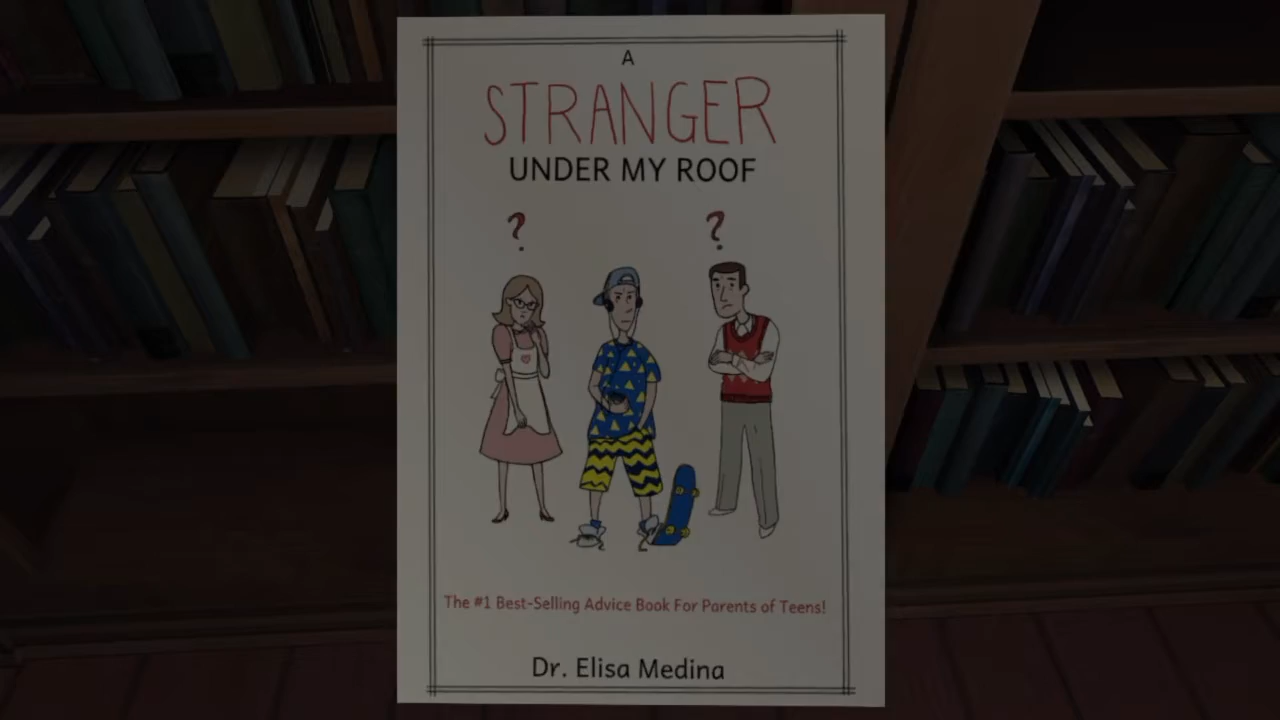 A
STRANGER
UNDER MY ROOF
? ?
The #1 Best-Selling Advice Book For Parents of Teens!
Dr. Elisa Medina